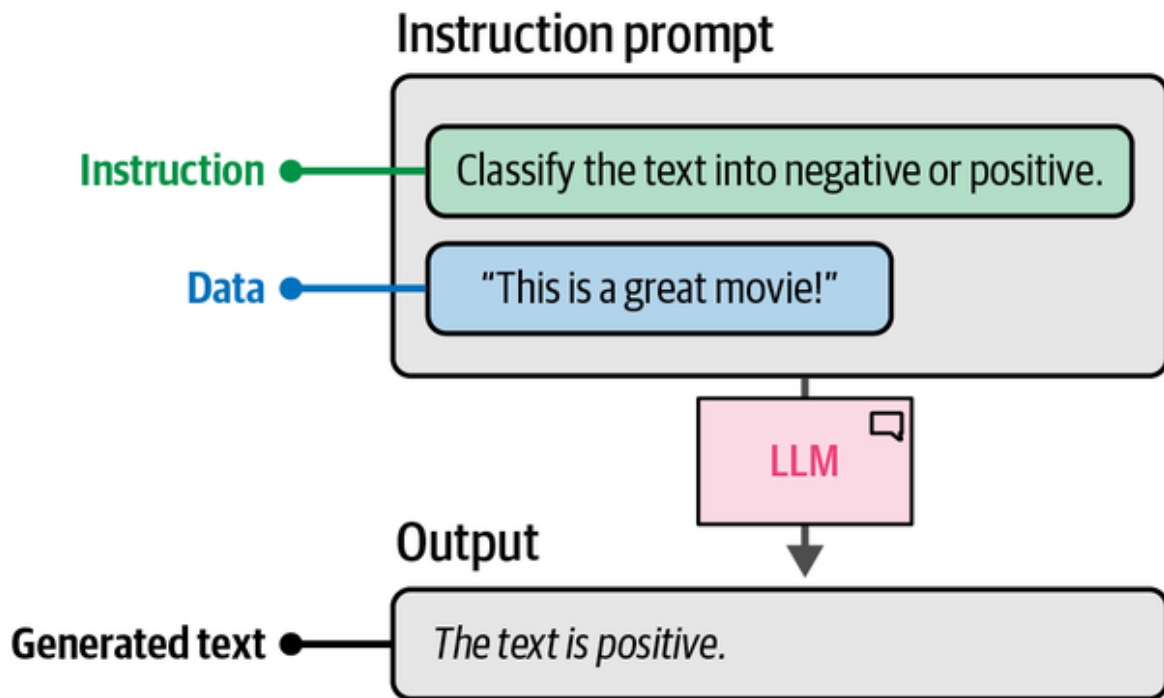 Instruction prompt
Instruction
Classify the text into negative or positive.
Data
“This is a great movie!”
LLM
Output
Generated text
The text is positive.